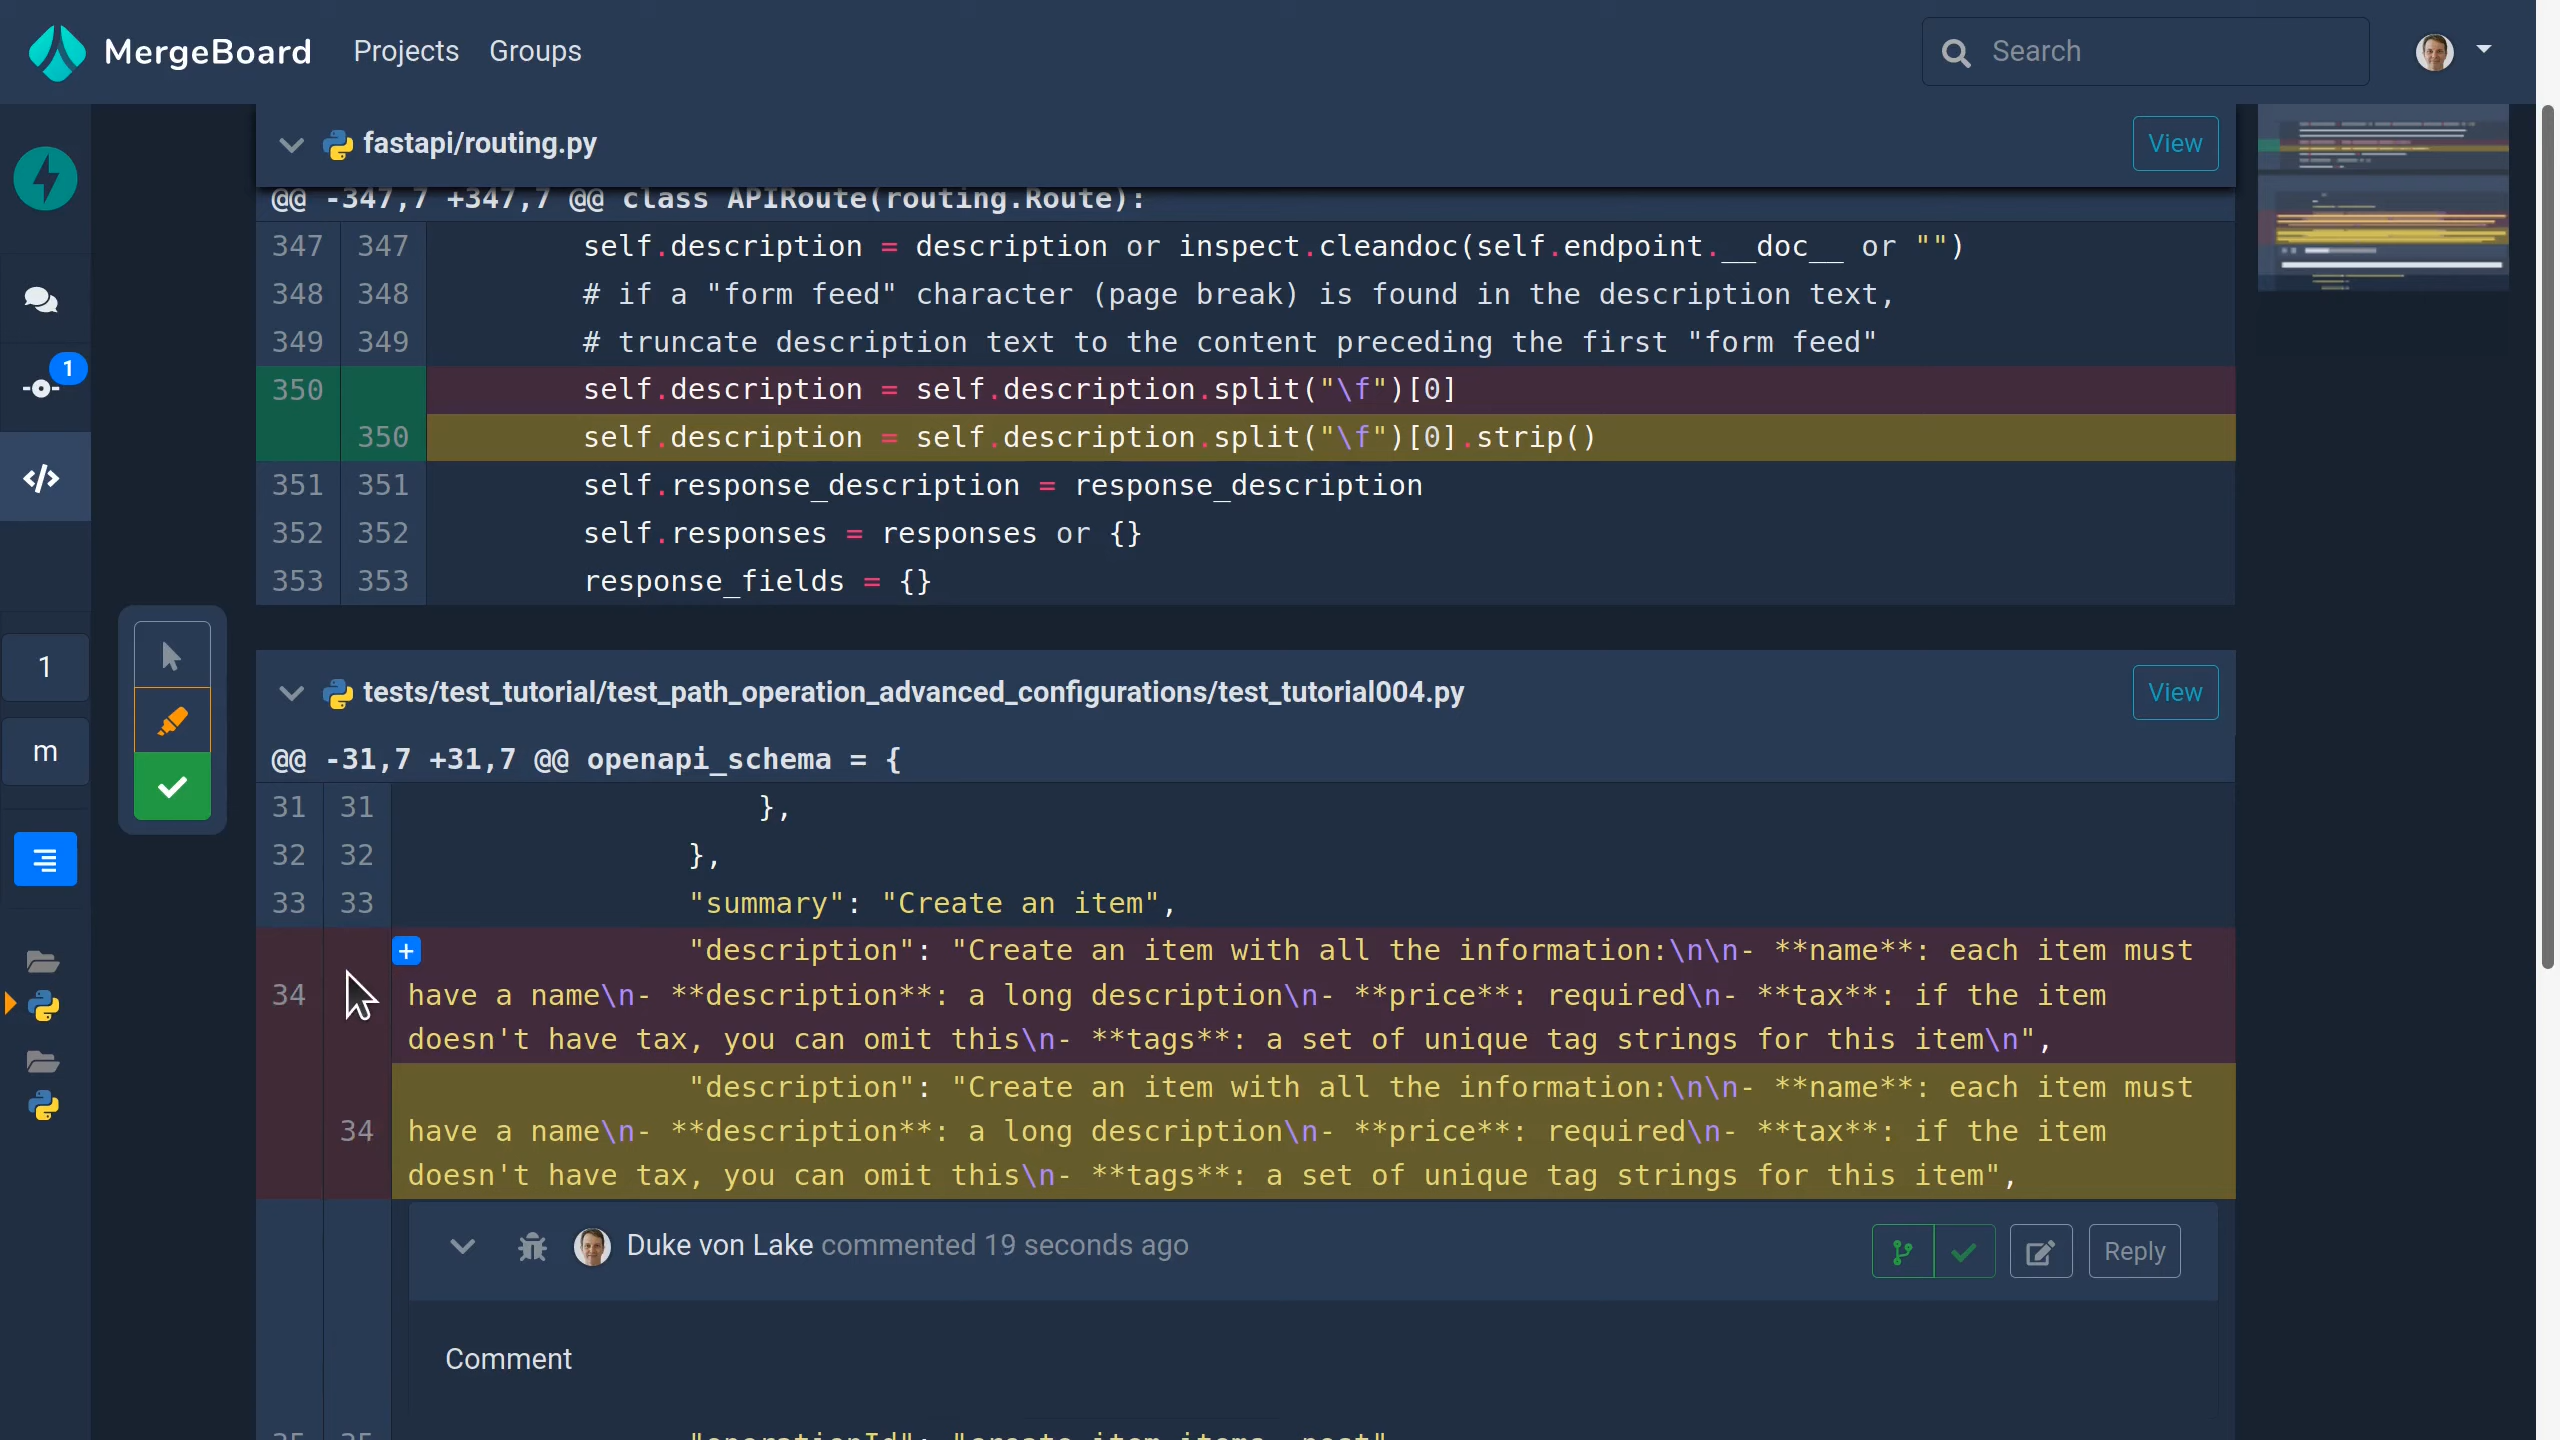 MergeBoard Projects Groups Search
fastapi/routing.py View
@@ -347,7 +347,7 @@ class APIRoute(routing.Route):
347 347 self.description = description or inspect.cleandoc(self.endpoint.__doc__ or "")
348 348 # if a "form feed" character (page break) is found in the description text,
349 349 # truncate description text to the content preceding the first "form feed"
350 self.description = self.description.split("\f")[0]
350 self.description = self.description.split("\f")[0].strip()
351 351 self.response_description = response_description
352 352 self.responses = responses or {}
353 353 response_fields = {}
1
1
m
tests/test_tutorial/test_path_operation_advanced_configurations/test_tutorial004.py View
@@ -31,7 +31,7 @@ openapi_schema = {
31 31 },
32 32 },
33 33 "summary": "Create an item",
"description": "Create an item with all the information:\n\n- **name**: each item must
34 have a name\n- **description**: a long description\n- **price**: required\n- **tax**: if the item
doesn't have tax, you can omit this\n- **tags**: a set of unique tag strings for this item\n",
"description": "Create an item with all the information:\n\n- **name**: each item must
34 have a name\n- **description**: a long description\n- **price**: required\n- **tax**: if the item
doesn't have tax, you can omit this\n- **tags**: a set of unique tag strings for this item",
Duke von Lake commented 19 seconds ago Reply
Comment